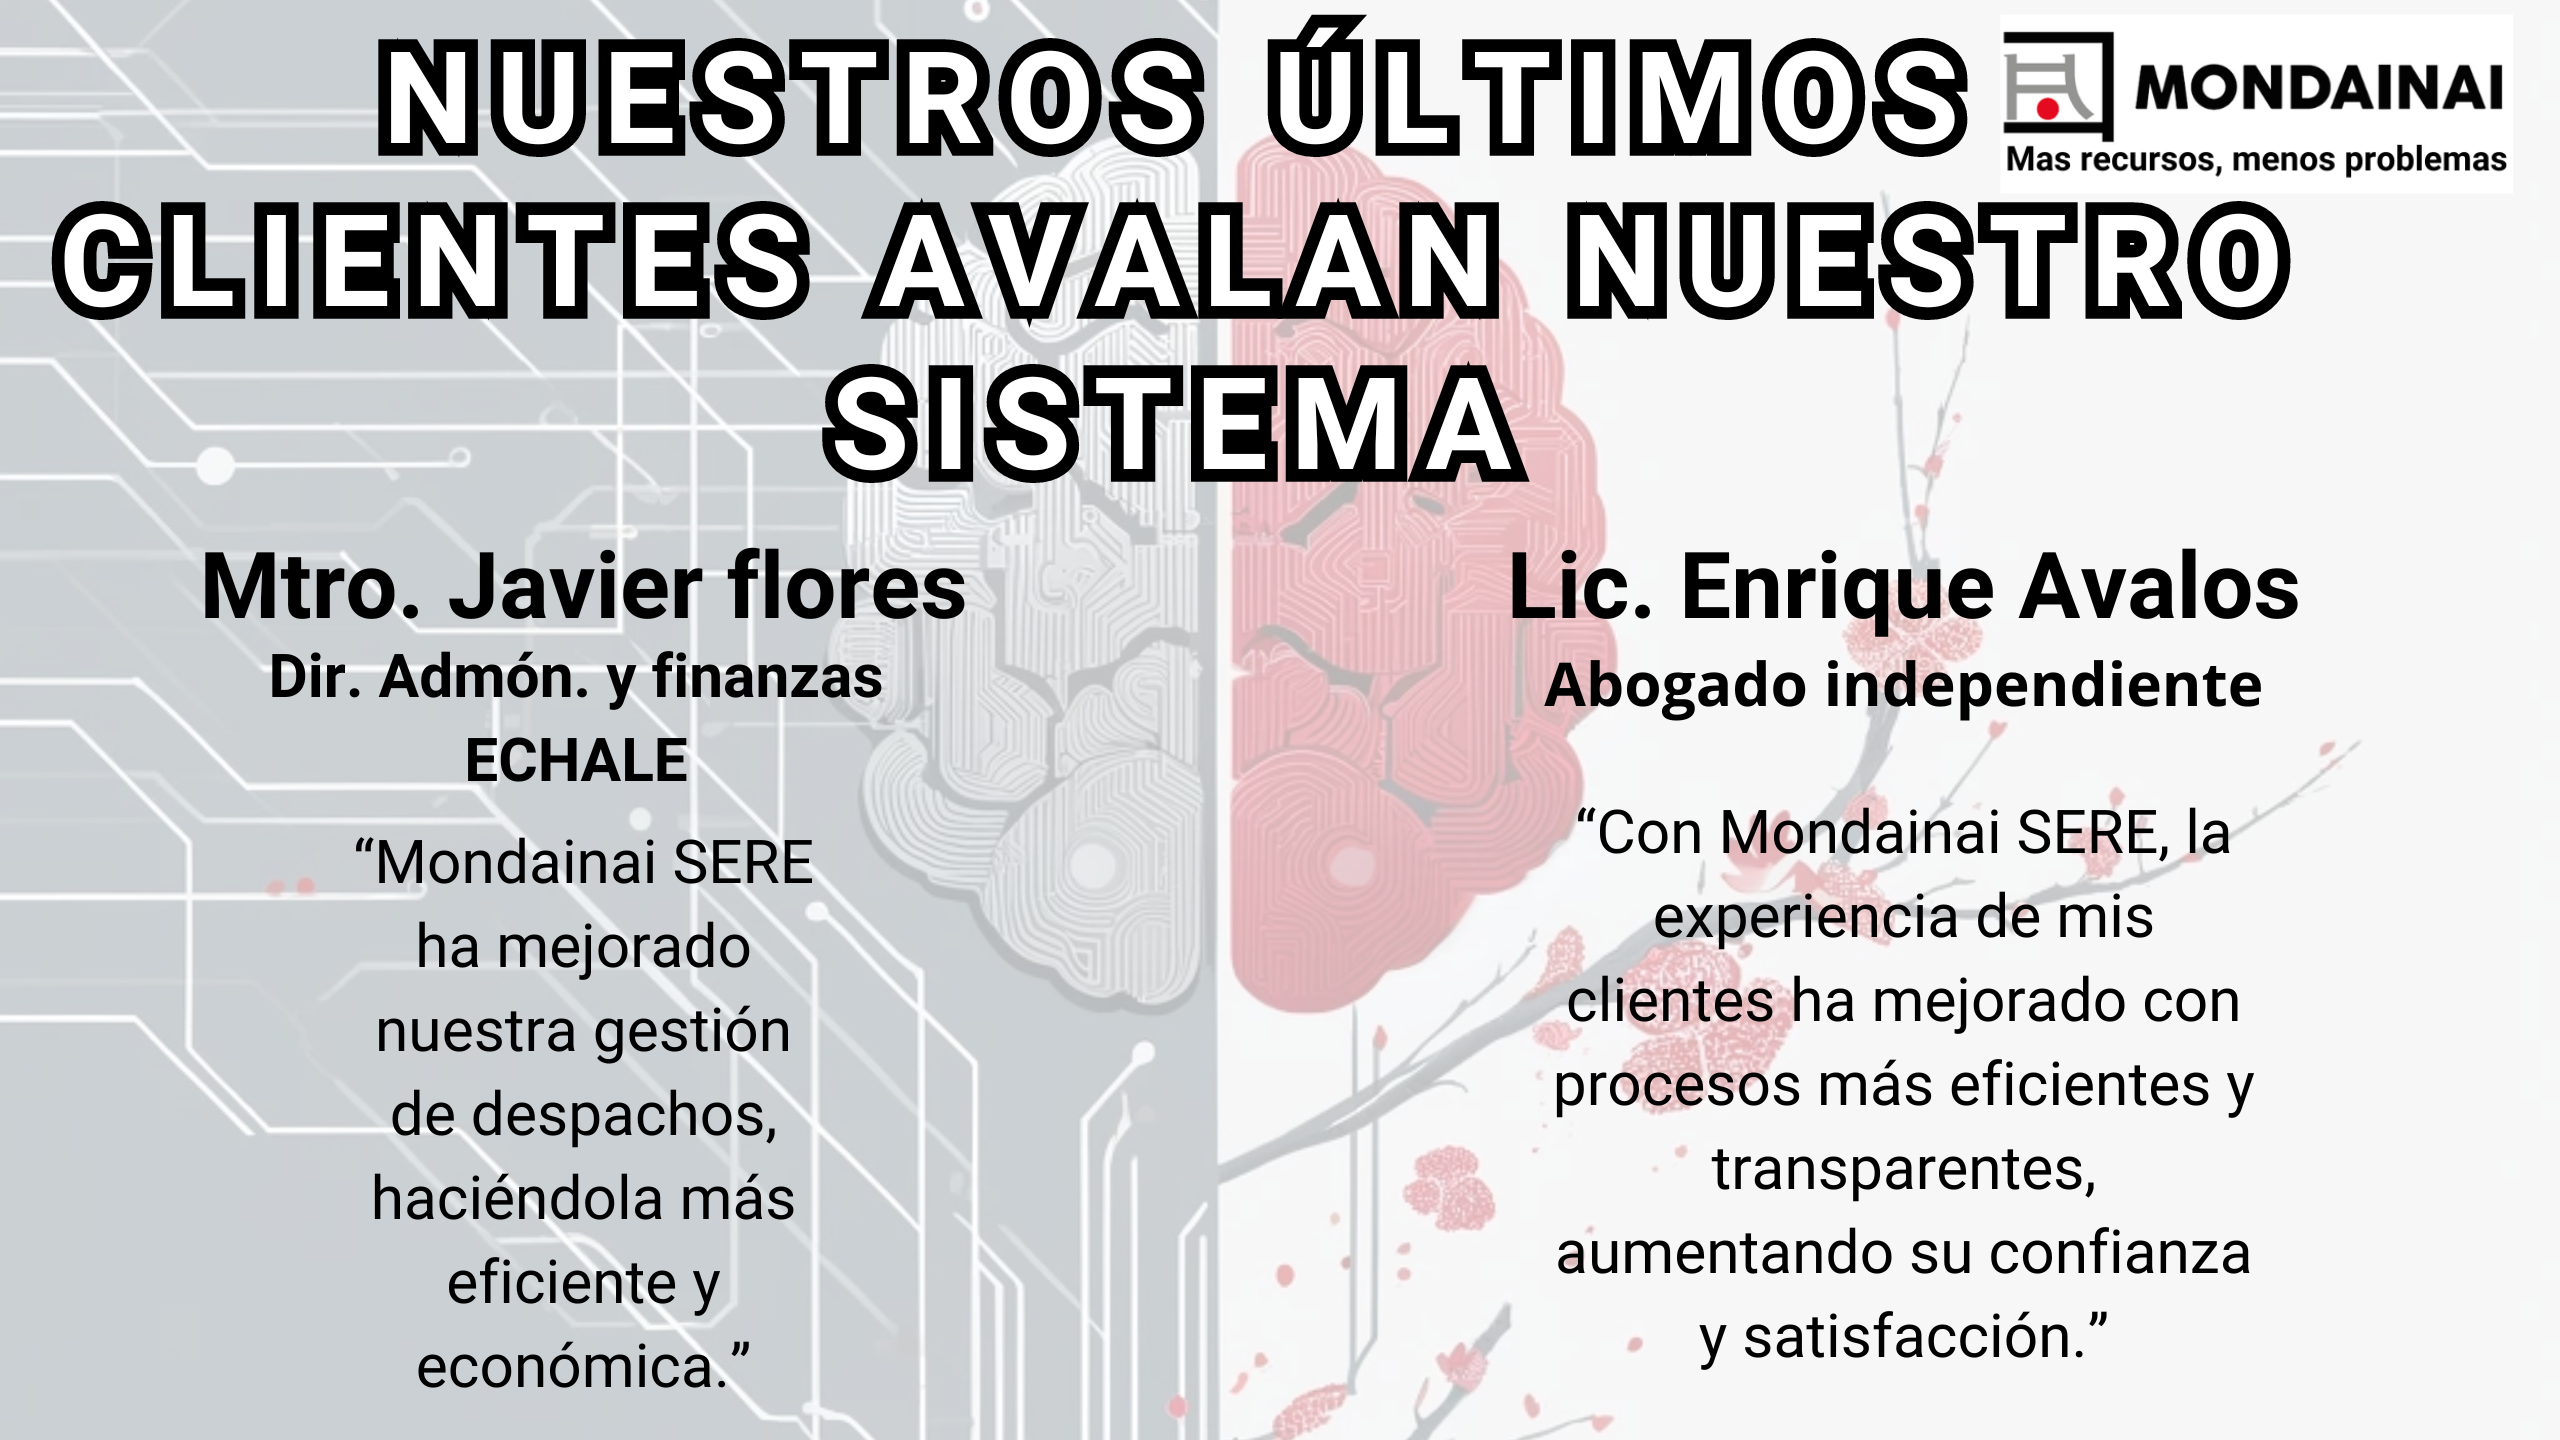 NUESTROS ÚLTIMOS
CLIENTES AVALAN NUESTRO
SISTEMA
MONDAINAI
Mas recursos, menos problemas
Mtro. Javier flores
Dir. Admón. y finanzas
ECHALE
“Mondainai SERE
ha mejorado
nuestra gestión
de despachos,
haciéndola más
eficiente y
económica.”
Lic. Enrique Avalos
Abogado independiente
“Con Mondainai SERE, la
experiencia de mis
clientes ha mejorado con
procesos más eficientes y
transparentes,
aumentando su confianza
y satisfacción.”